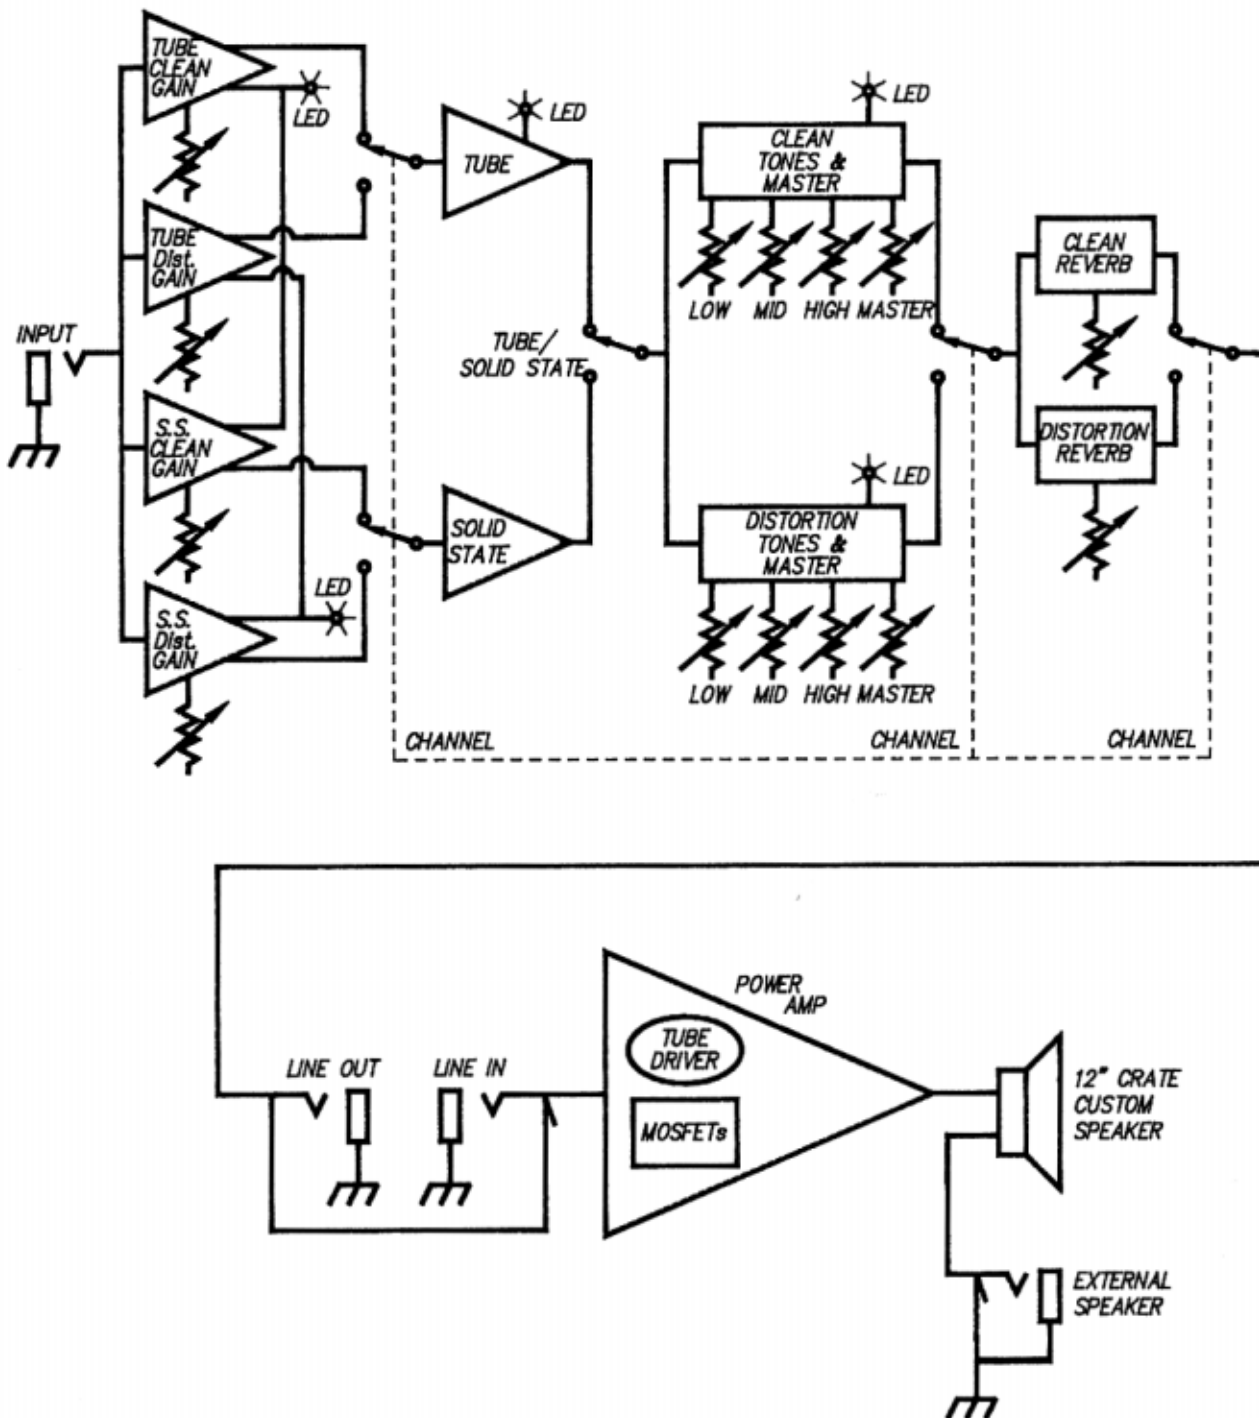 TUBE
CLEAN
GAIN
LED
TUBE
Dist.
GAIN
INPUT
S.S.
CLEAN
GAIN
S.S.
Dist.
GAIN
LED
LED
TUBE
TUBE/
SOLID STATE
SOLID
STATE
LED
CLEAN
TONES &
MASTER
LOW MID HIGH MASTER
LED
DISTORTION
TONES &
MASTER
LOW MID HIGH MASTER
CLEAN
REVERB
DISTORTION
REVERB
CHANNEL CHANNEL CHANNEL
POWER
AMP
TUBE
DRIVER
MOSFETs
LINE OUT LINE IN
12" CRATE
CUSTOM
SPEAKER
EXTERNAL
SPEAKER